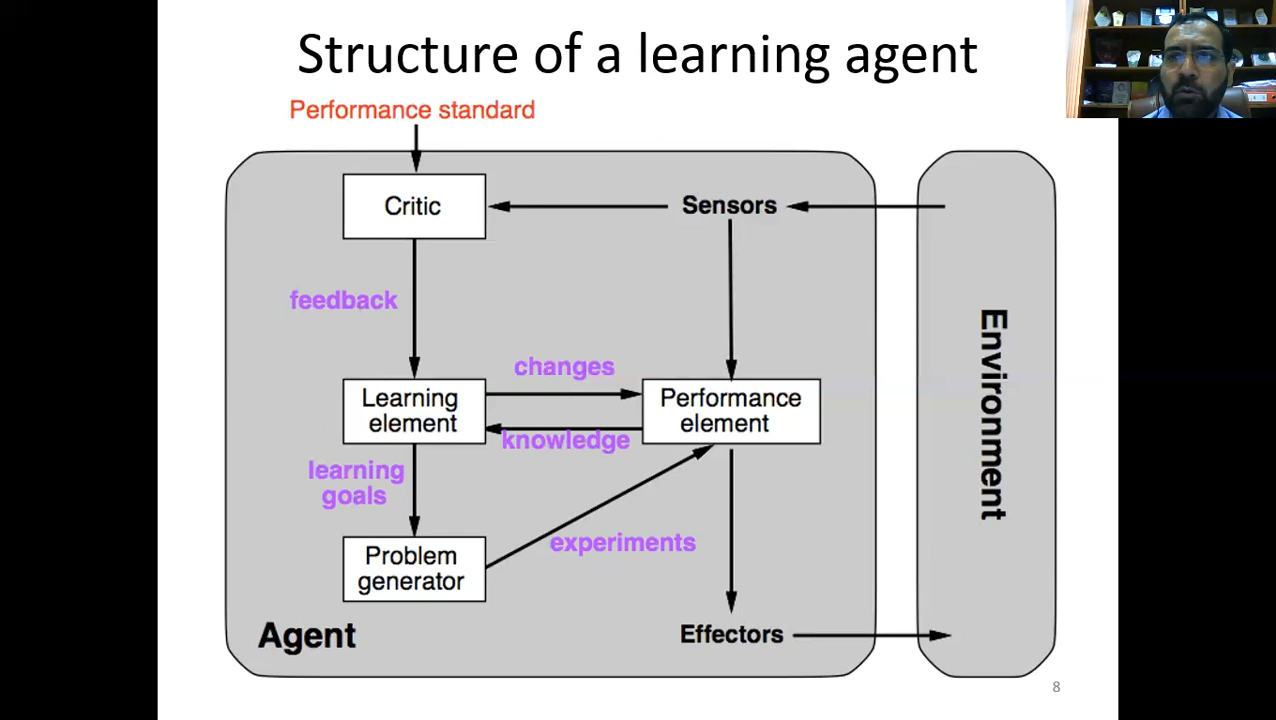 Structure of a learning agent
Performance standard
Critic
Sensors
feedback
changes
Learning
element
Performance
element
knowledge
learning
goals
experiments
Problem
generator
Agent
Effectors
Environment
8